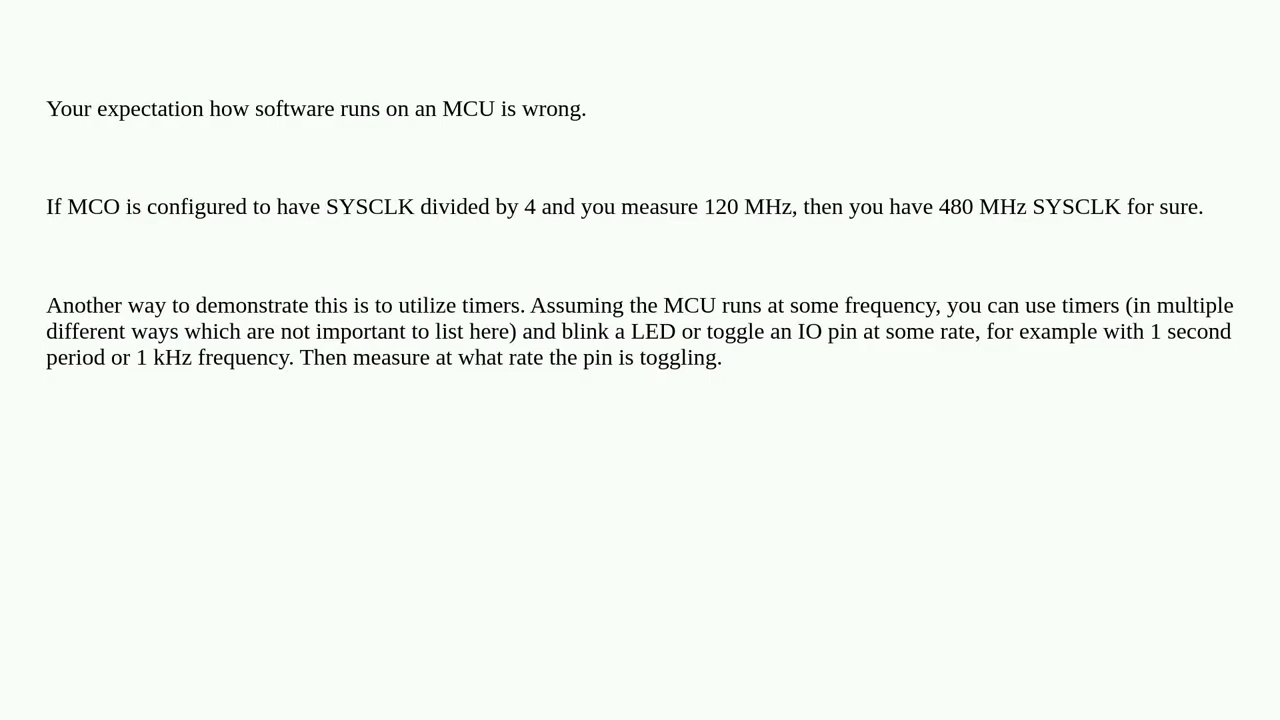 Your expectation how software runs on an MCU is wrong.
If MCO is configured to have SYSCLK divided by 4 and you measure 120 MHz, then you have 480 MHz SYSCLK for sure.
Another way to demonstrate this is to utilize timers. Assuming the MCU runs at some frequency, you can use timers (in multiple
different ways which are not important to list here) and blink a LED or toggle an IO pin at some rate, for example with 1 second
period or 1 kHz frequency. Then measure at what rate the pin is toggling.